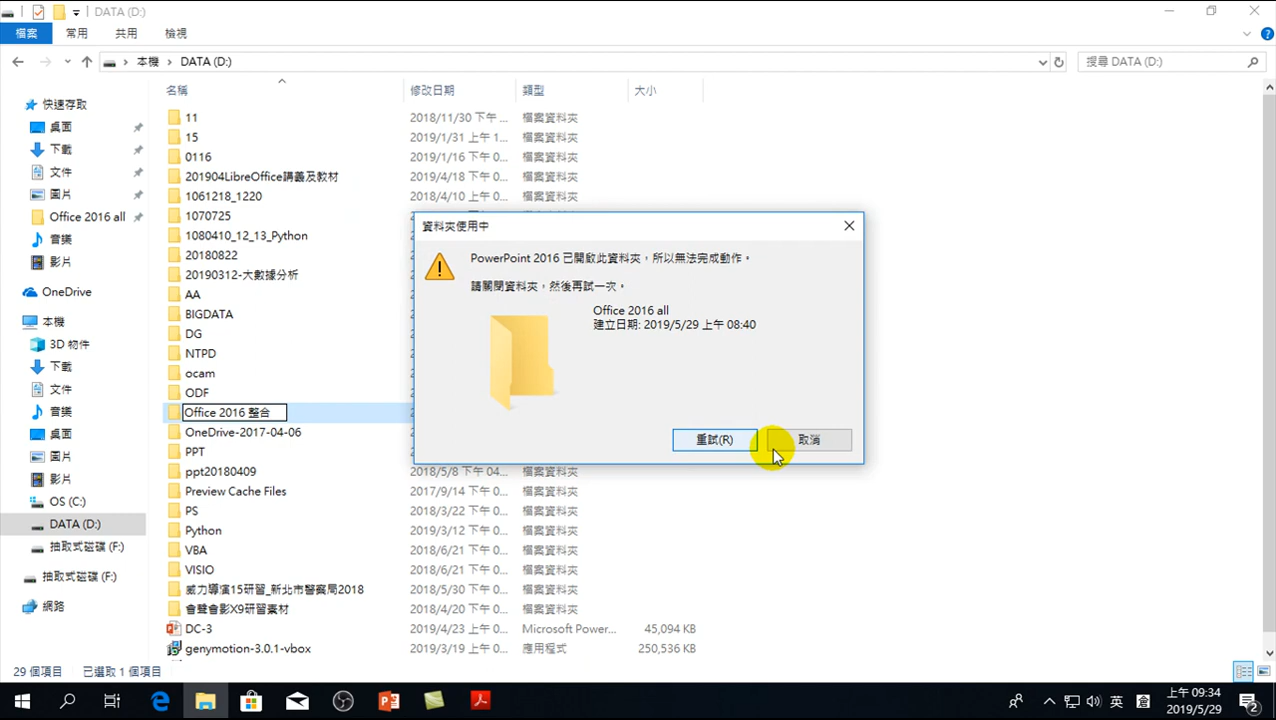 DATA (D:)
檔案 常用 共用 檢視
本機 DATA (D:) 搜尋 DATA (D:)
名稱 修改日期 類型 大小
快速存取
桌面
下載
文件
圖片
Office 2016 all
音樂
影片
OneDrive
本機
3D 物件
下載
文件
音樂
桌面
圖片
影片
OS (C:)
DATA (D:)
抽取式磁碟 (F:)
抽取式磁碟 (F:)
網路
11 2018/11/30 下午 ... 檔案資料夾
15 2019/1/31 上午 1... 檔案資料夾
0116 2019/1/16 下午 0... 檔案資料夾
201904LibreOffice講義及教材 2019/4/18 下午 0... 檔案資料夾
1061218_1220 2018/4/10 上午 0... 檔案資料夾
1070725
1080410_12_13_Python
20180822
20190312-大數據分析
AA
BIGDATA
DG
NTPD
ocam
ODF
Office 2016 整合
OneDrive-2017-04-06
PPT
ppt20180409 2018/5/8 下午 04... 檔案資料夾
Preview Cache Files 2017/9/14 下午 0... 檔案資料夾
PS 2018/3/22 下午 0... 檔案資料夾
Python 2019/3/12 下午 0... 檔案資料夾
VBA 2018/6/21 下午 0... 檔案資料夾
VISIO 2018/6/21 下午 0... 檔案資料夾
威力導演15研習_新北市警察局2018 2018/5/30 下午 0... 檔案資料夾
會聲會影X9研習素材 2018/4/20 下午 0... 檔案資料夾
DC-3 2019/4/23 上午 0... Microsoft Power... 45,094 KB
genymotion-3.0.1-vbox 2019/3/19 上午 0... 應用程式 250,536 KB
資料夾使用中
PowerPoint 2016 已開啟此資料夾，所以無法完成動作。
請關閉資料夾，然後再試一次。
Office 2016 all
建立日期: 2019/5/29 上午 08:40
重試(R) 取消
29 個項目 已選取 1 個項目
英 倉 上午 09:34
2019/5/29
2